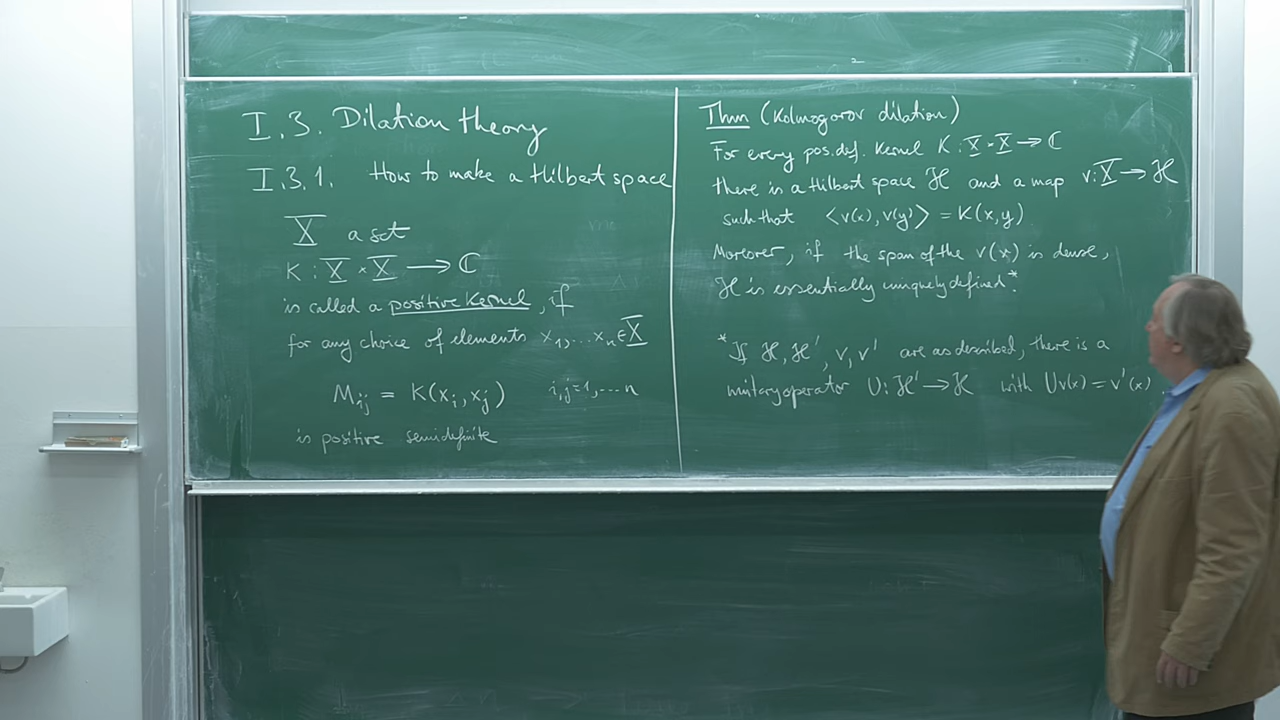 I.3. Dilation theory
I.3.1. How to make a Hilbert space
X a set
K : X × X → ℂ
is called a positive kernel, if
for any choice of elements x₁,...xₙ∈X
Mᵢⱼ = K(xᵢ,xⱼ) i,j=1,...n
is positive semidefinite
Thm (Kolmogorov dilation)
For every pos.def. kernel K : X × X → ℂ
there is a Hilbert space ℋ and a map v: X → ℋ
such that ⟨v(x), v(y)⟩ = K(x,y)
Moreover, if the span of the v(x) is dense,
ℋ is essentially uniquely defined*.
*If ℋ, ℋ', v, v' are as described, there is a
unitary operator U: ℋ' → ℋ with Uv(x) = v'(x)